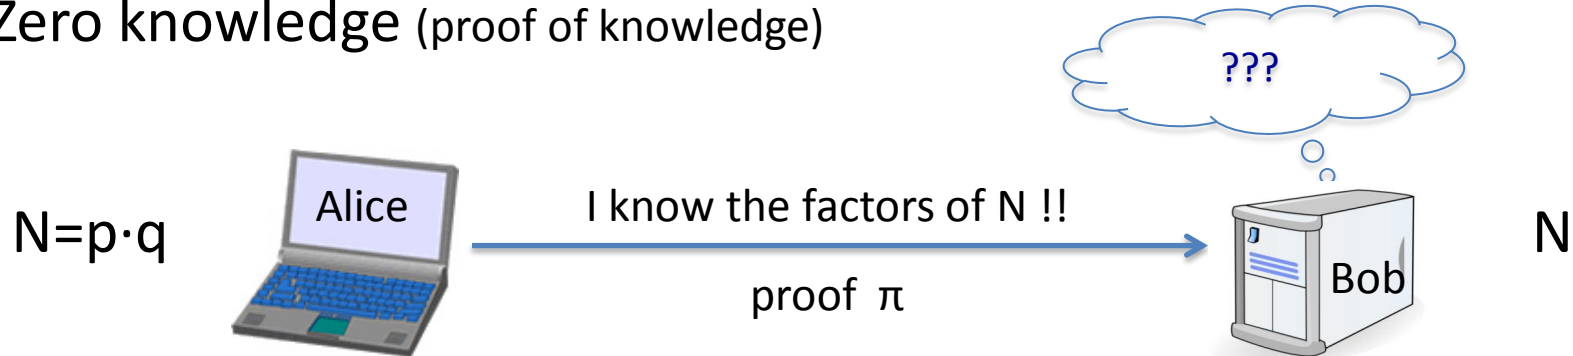 Zero knowledge (proof of knowledge)
???
Alice
I know the factors of N !!
N=p·q
N
Bob
proof π